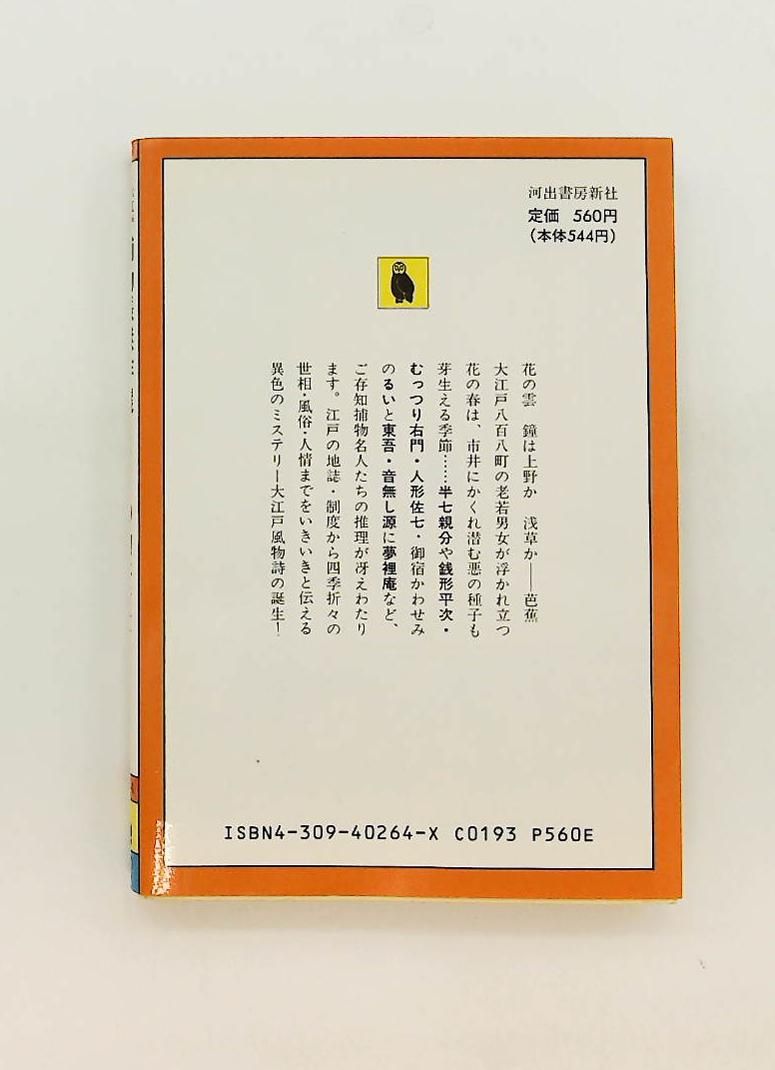 河出書房新社
定価 560円
(本体544円)
花の雲 鐘は上野か 浅草か――芭蕉
大江戸八百八町の老若男女が浮かれ立つ
花の春は、市井にかくれ潜む悪の種子も
芽生える季節……半七親分や銭形平次・
むっつり右門・人形佐七・御宿かわせみ
のるいと東吾・音無し源に夢裡庵など、
ご存知捕物名人たちの推理が冴えわたり
ます。江戸の地誌・制度から四季折々の
世相・風俗・人情までをいきいきと伝える
異色のミステリー大江戸風物詩の誕生！
ISBN4-309-40264-X C0193 P560E